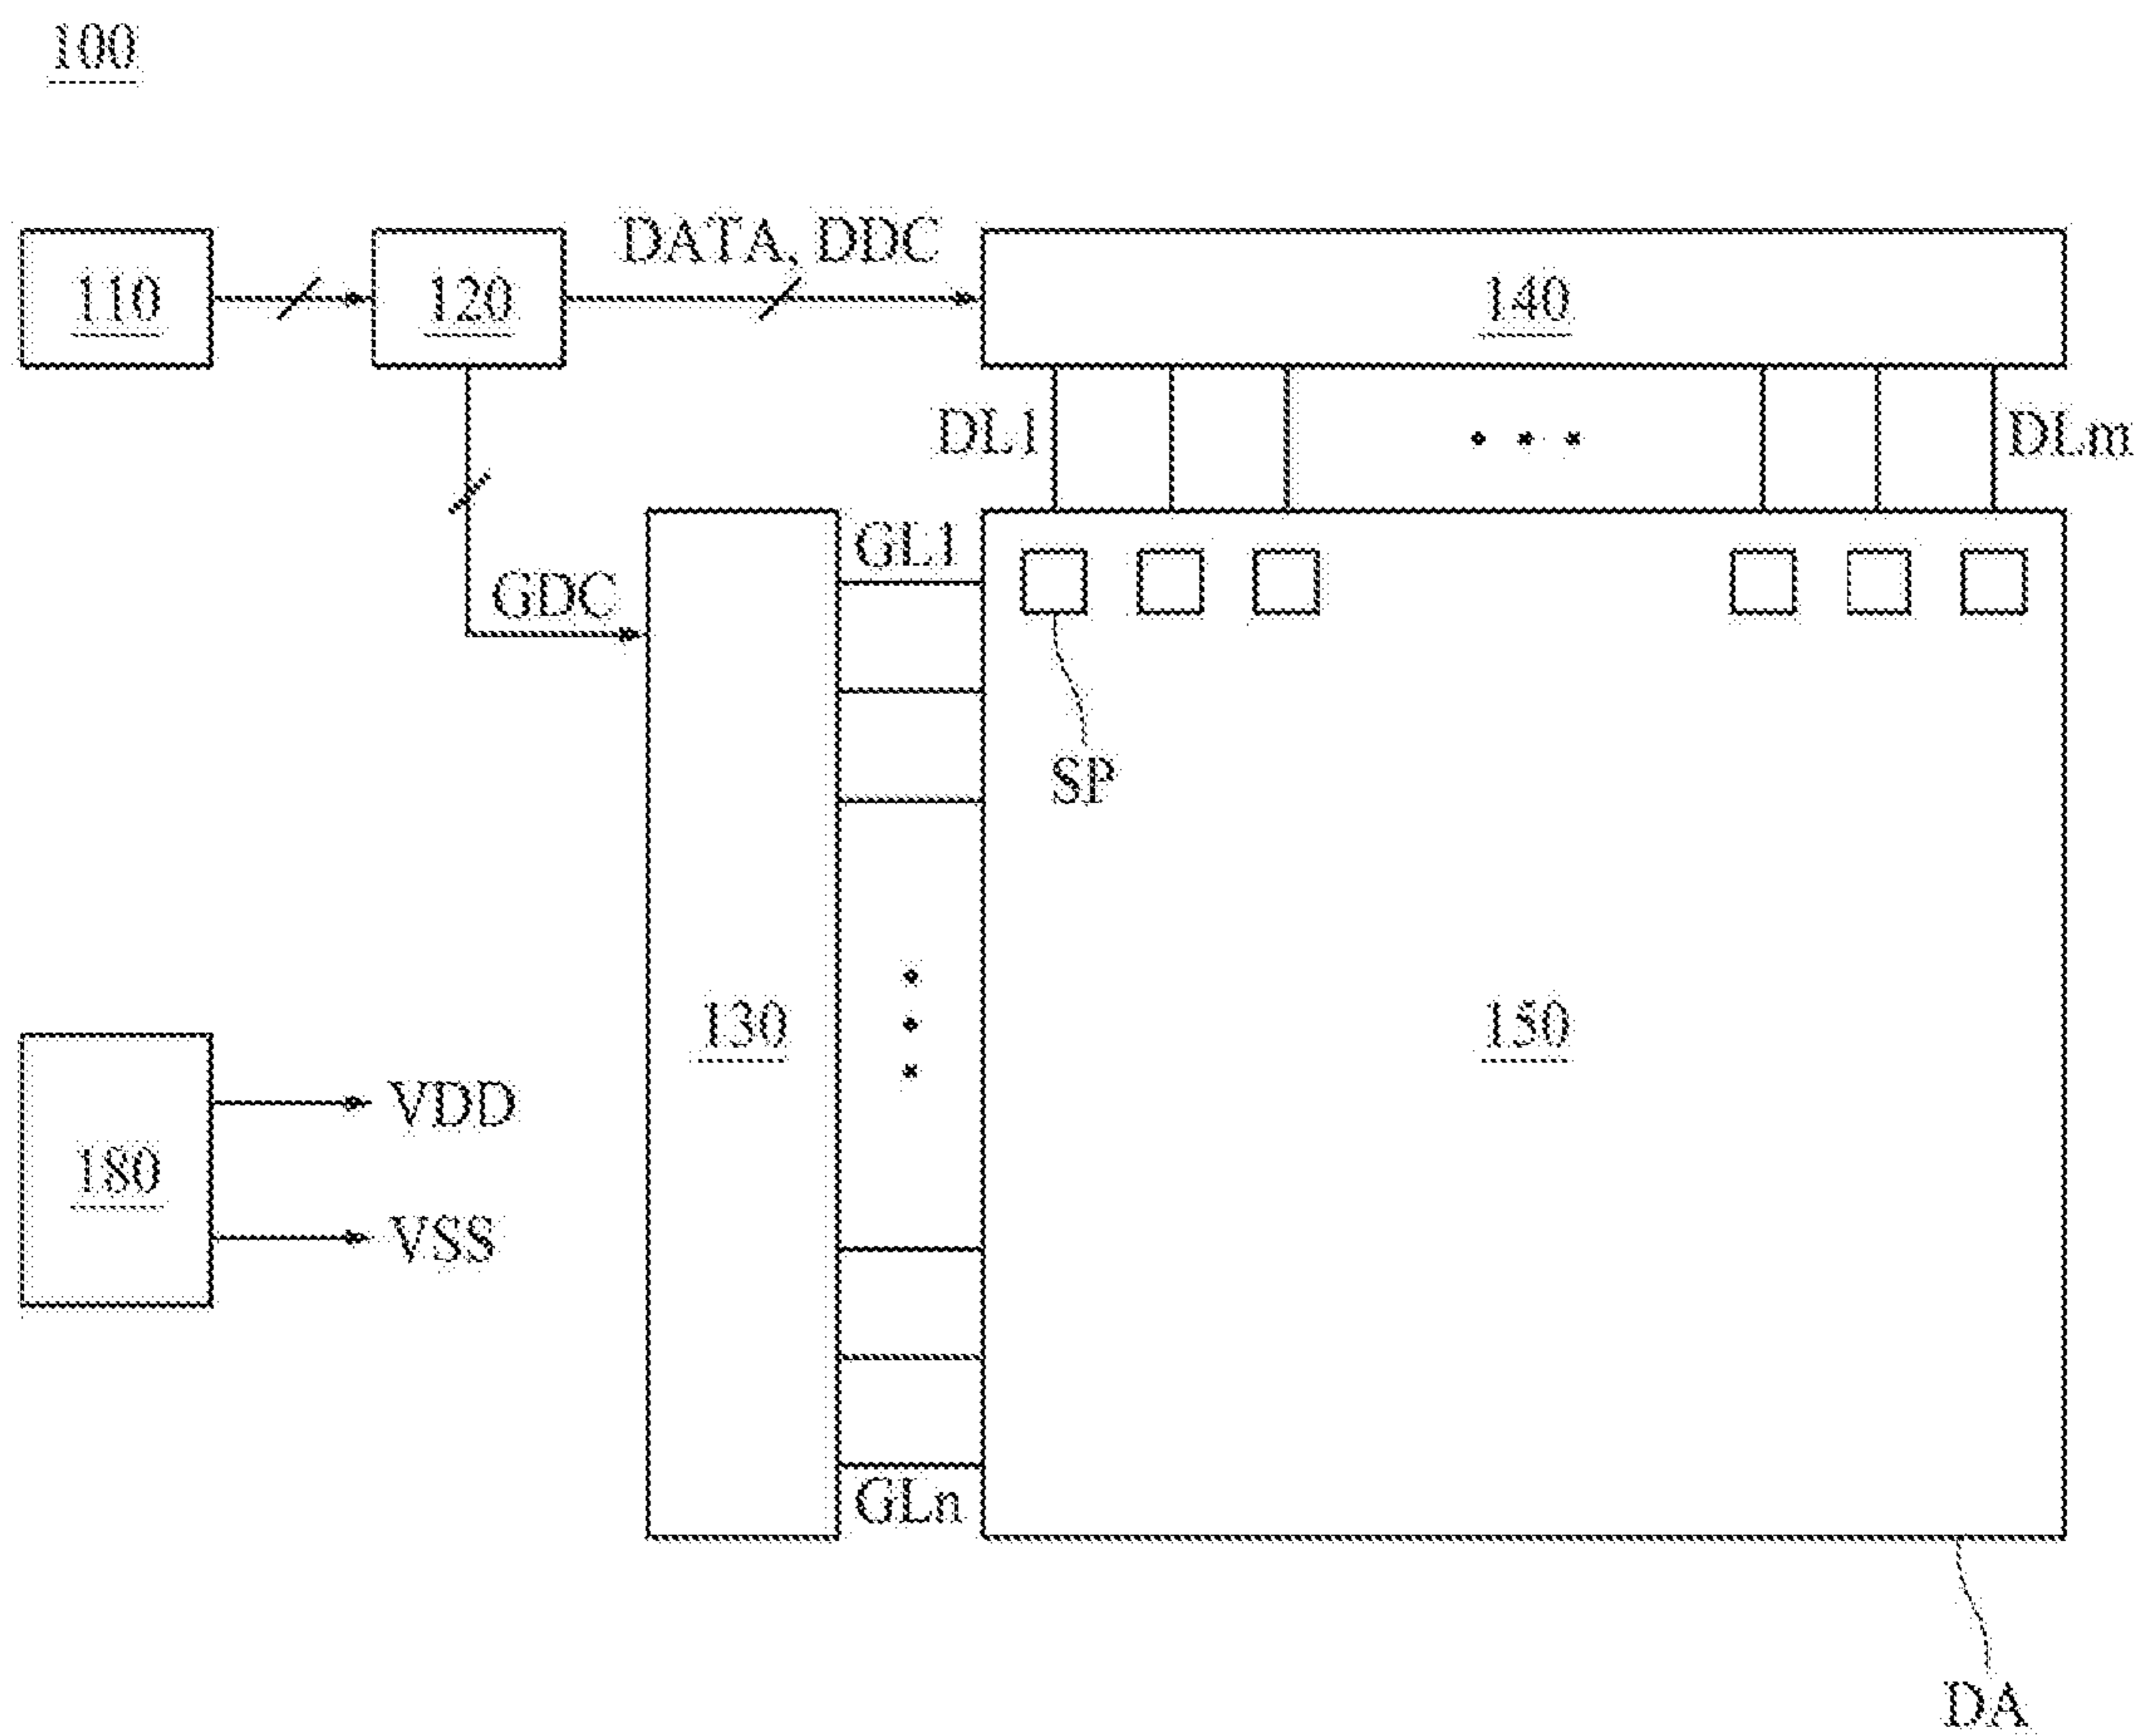 100
DATA, DDC
110
120
140
DL1
DLm
GL1
GDC
SP
130
150
VDD
180
VSS
GLn
DA